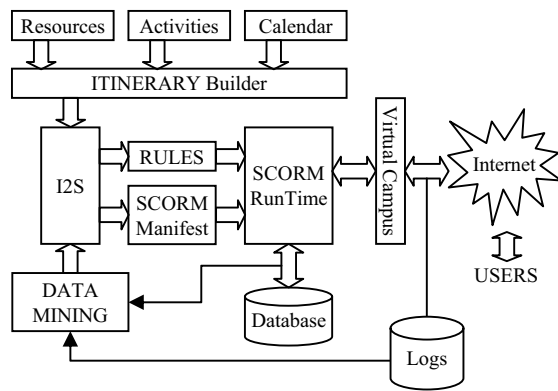 Resources
Activities
Calendar
ITINERARY Builder
I2S
RULES
SCORM
Manifest
SCORM
RunTime
Virtual Campus
Internet
USERS
DATA
MINING
Database
Logs